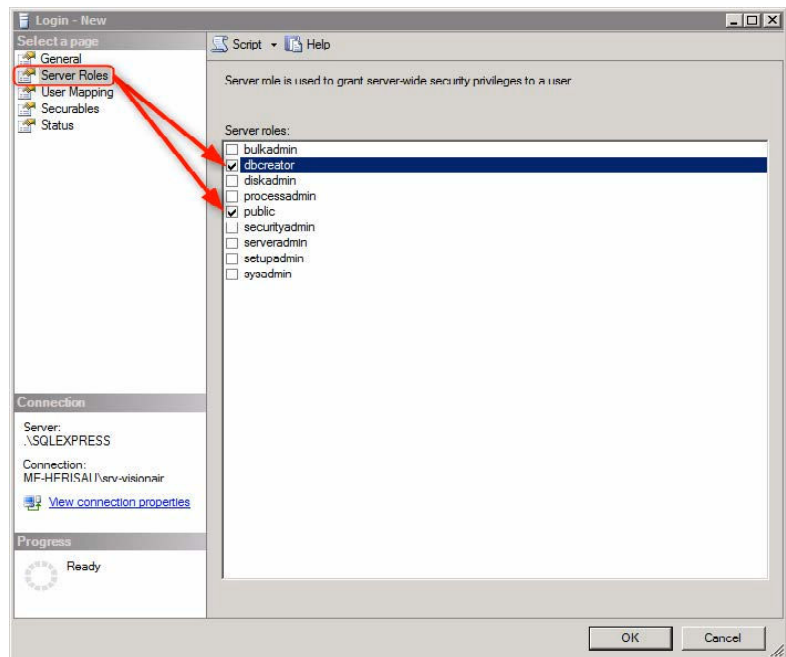 Login - New
Select a page
General
Server Roles
User Mapping
Securables
Status
Script Help
Server role is used to grant server-wide security privileges to a user.
Server roles:
bulkadmin
dbcreator
diskadmin
processadmin
public
securityadmin
serveradmin
setupadmin
sysadmin
Connection
Server:
.\SQLEXPRESS
Connection:
ME-HERISAU\srv-visionair
View connection properties
Progress
Ready
OK Cancel